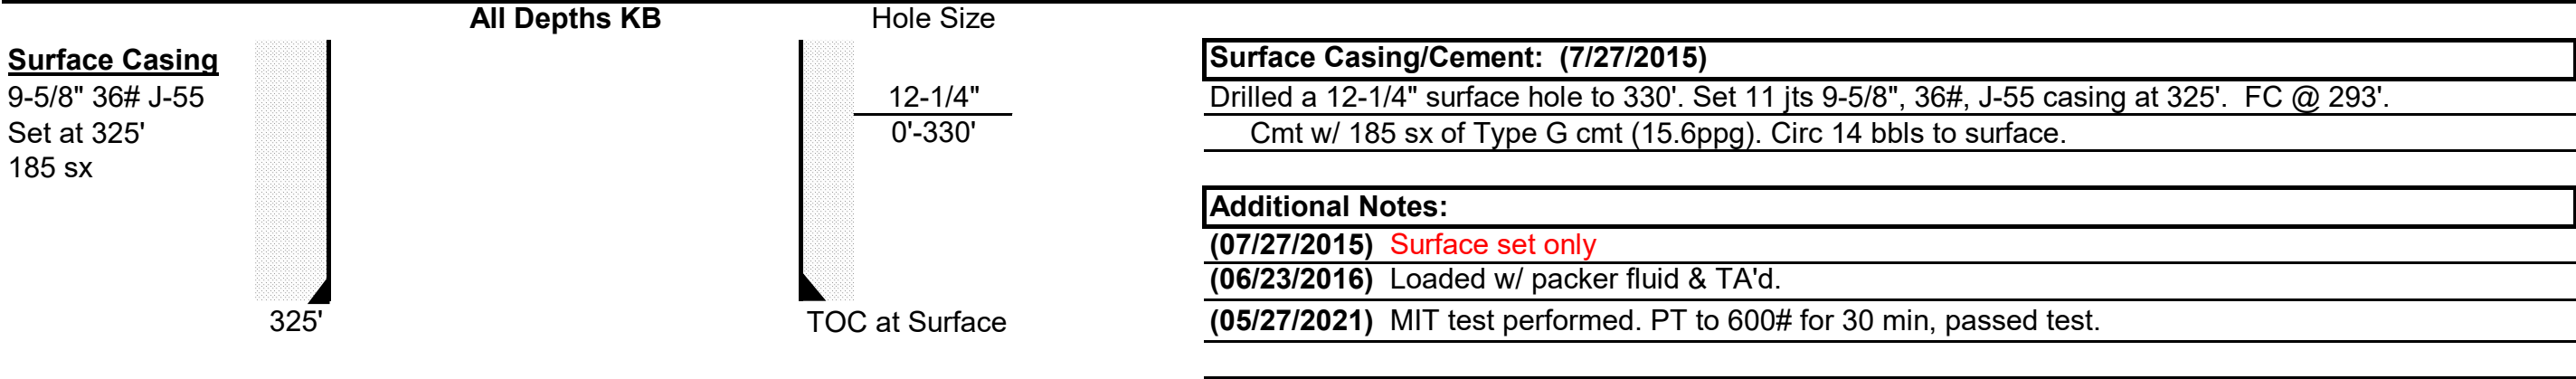 All Depths KB
Hole Size
Surface Casing
9-5/8" 36# J-55
Set at 325'
185 sx
12-1/4"
0'-330'
325'
TOC at Surface
Surface Casing/Cement: (7/27/2015)
Drilled a 12-1/4" surface hole to 330'. Set 11 jts 9-5/8", 36#, J-55 casing at 325'. FC @ 293'.
Cmt w/ 185 sx of Type G cmt (15.6ppg). Circ 14 bbls to surface.
Additional Notes:
(07/27/2015) Surface set only
(06/23/2016) Loaded w/ packer fluid & TA'd.
(05/27/2021) MIT test performed. PT to 600# for 30 min, passed test.